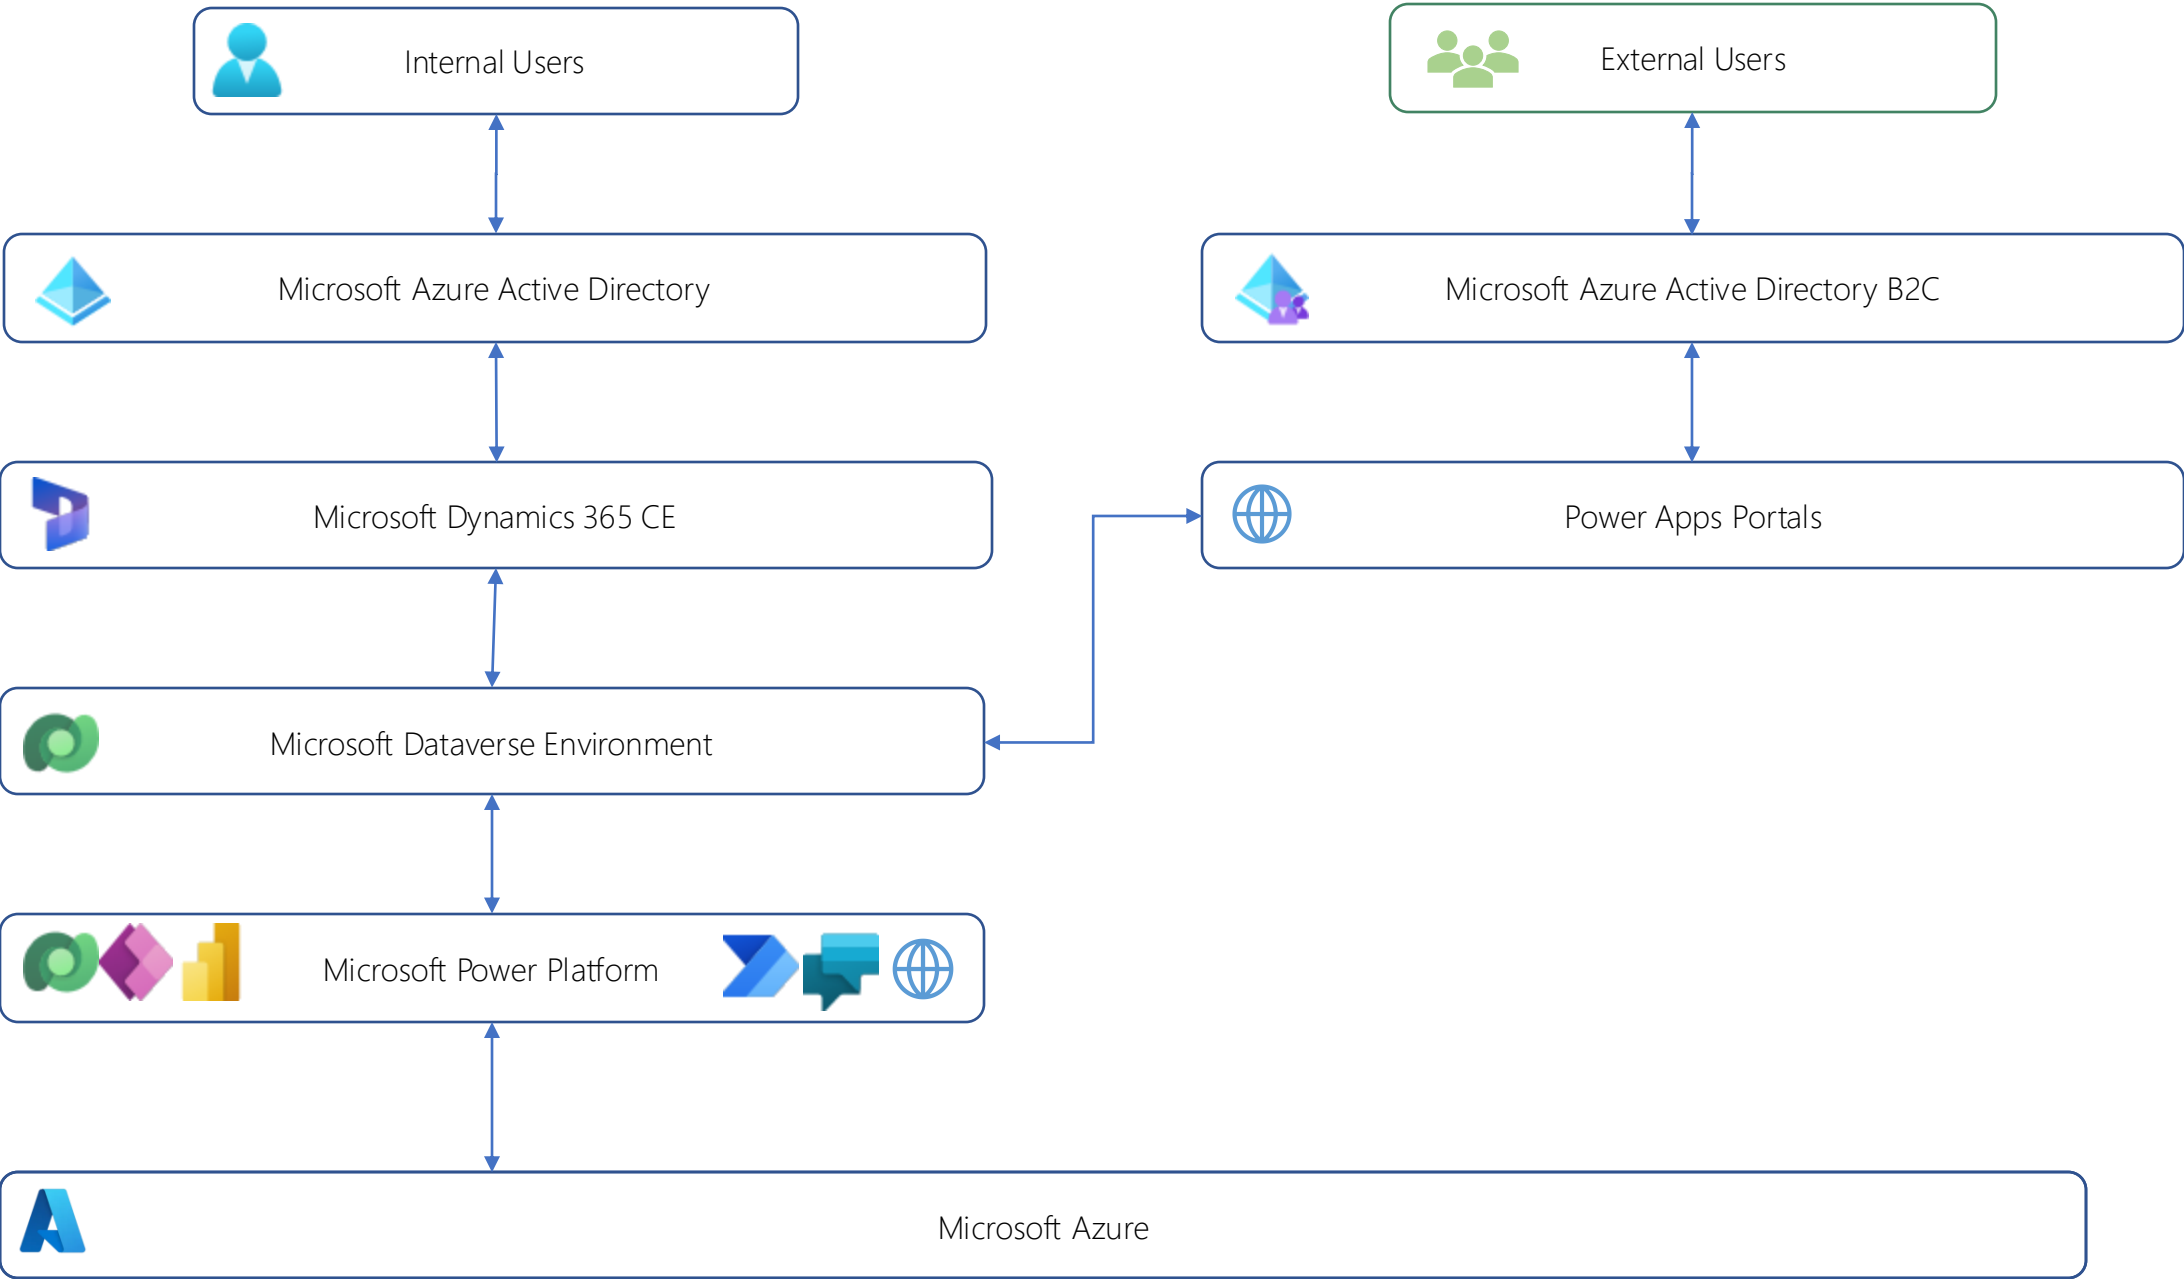 Internal Users
External Users
Microsoft Azure Active Directory
Microsoft Azure Active Directory B2C
Microsoft Dynamics 365 CE
Power Apps Portals
Microsoft Dataverse Environment
Microsoft Power Platform
Microsoft Azure